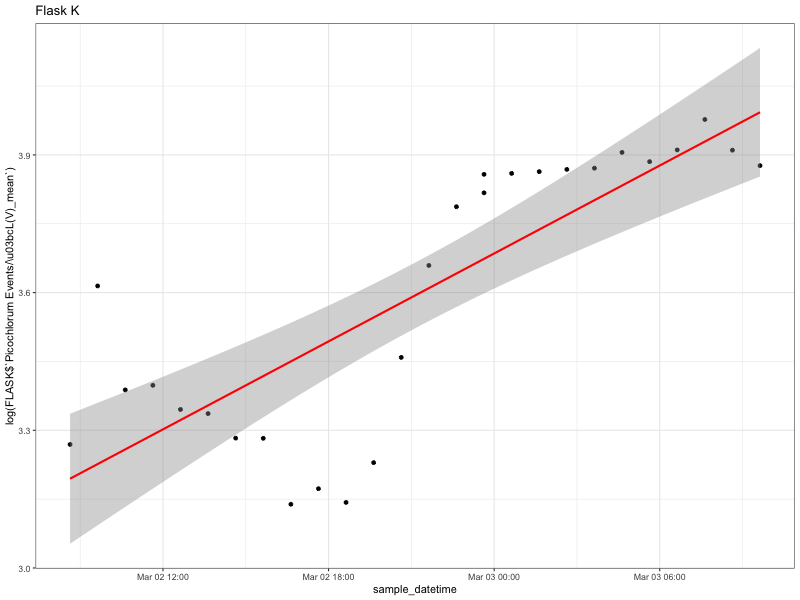 Flask K
log(FLASK$`Picochlorum Events/\u03bcL(V)_mean`)
3.9
3.6
3.3
3.0
Mar 02 12:00
Mar 02 18:00
Mar 03 00:00
Mar 03 06:00
sample_datetime